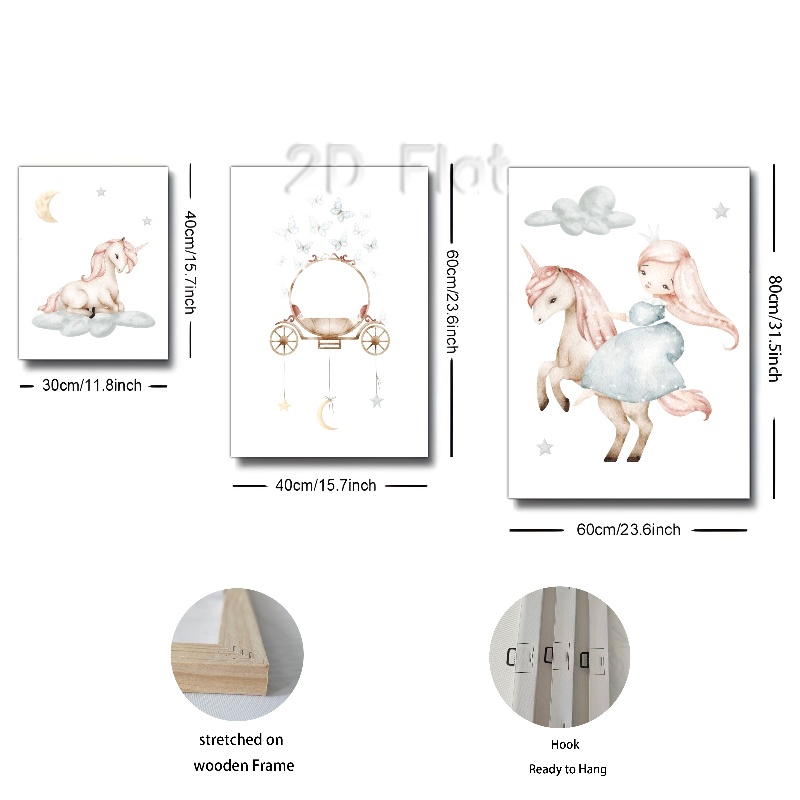 2D Flat
40cm/15.7inch
30cm/11.8inch
60cm/23.6inch
40cm/15.7inch
80cm/31.5inch
60cm/23.6inch
stretched on
wooden Frame
Hook
Ready to Hang